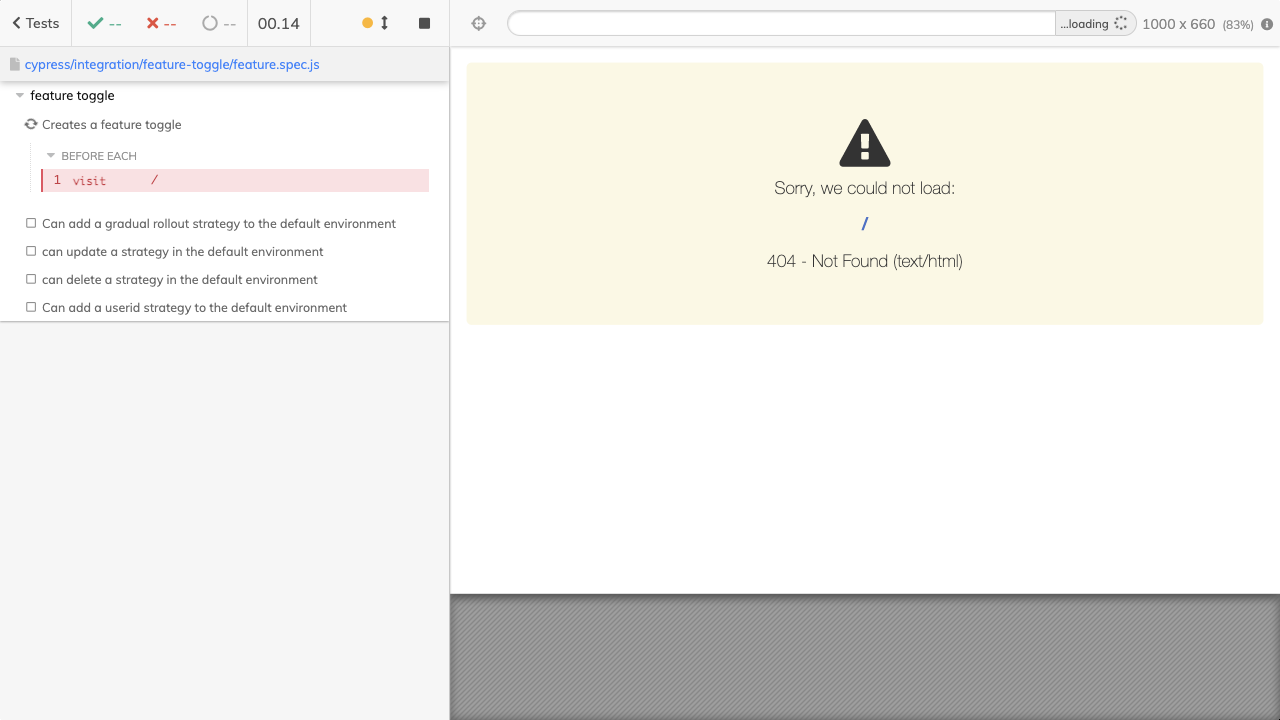 Tests -- -- -- 00.14
...loading 1000 x 660 (83%)
cypress/integration/feature-toggle/feature.spec.js
feature toggle
Creates a feature toggle
BEFORE EACH
1 visit /
Can add a gradual rollout strategy to the default environment
can update a strategy in the default environment
can delete a strategy in the default environment
Can add a userid strategy to the default environment
Sorry, we could not load:
/
404 - Not Found (text/html)